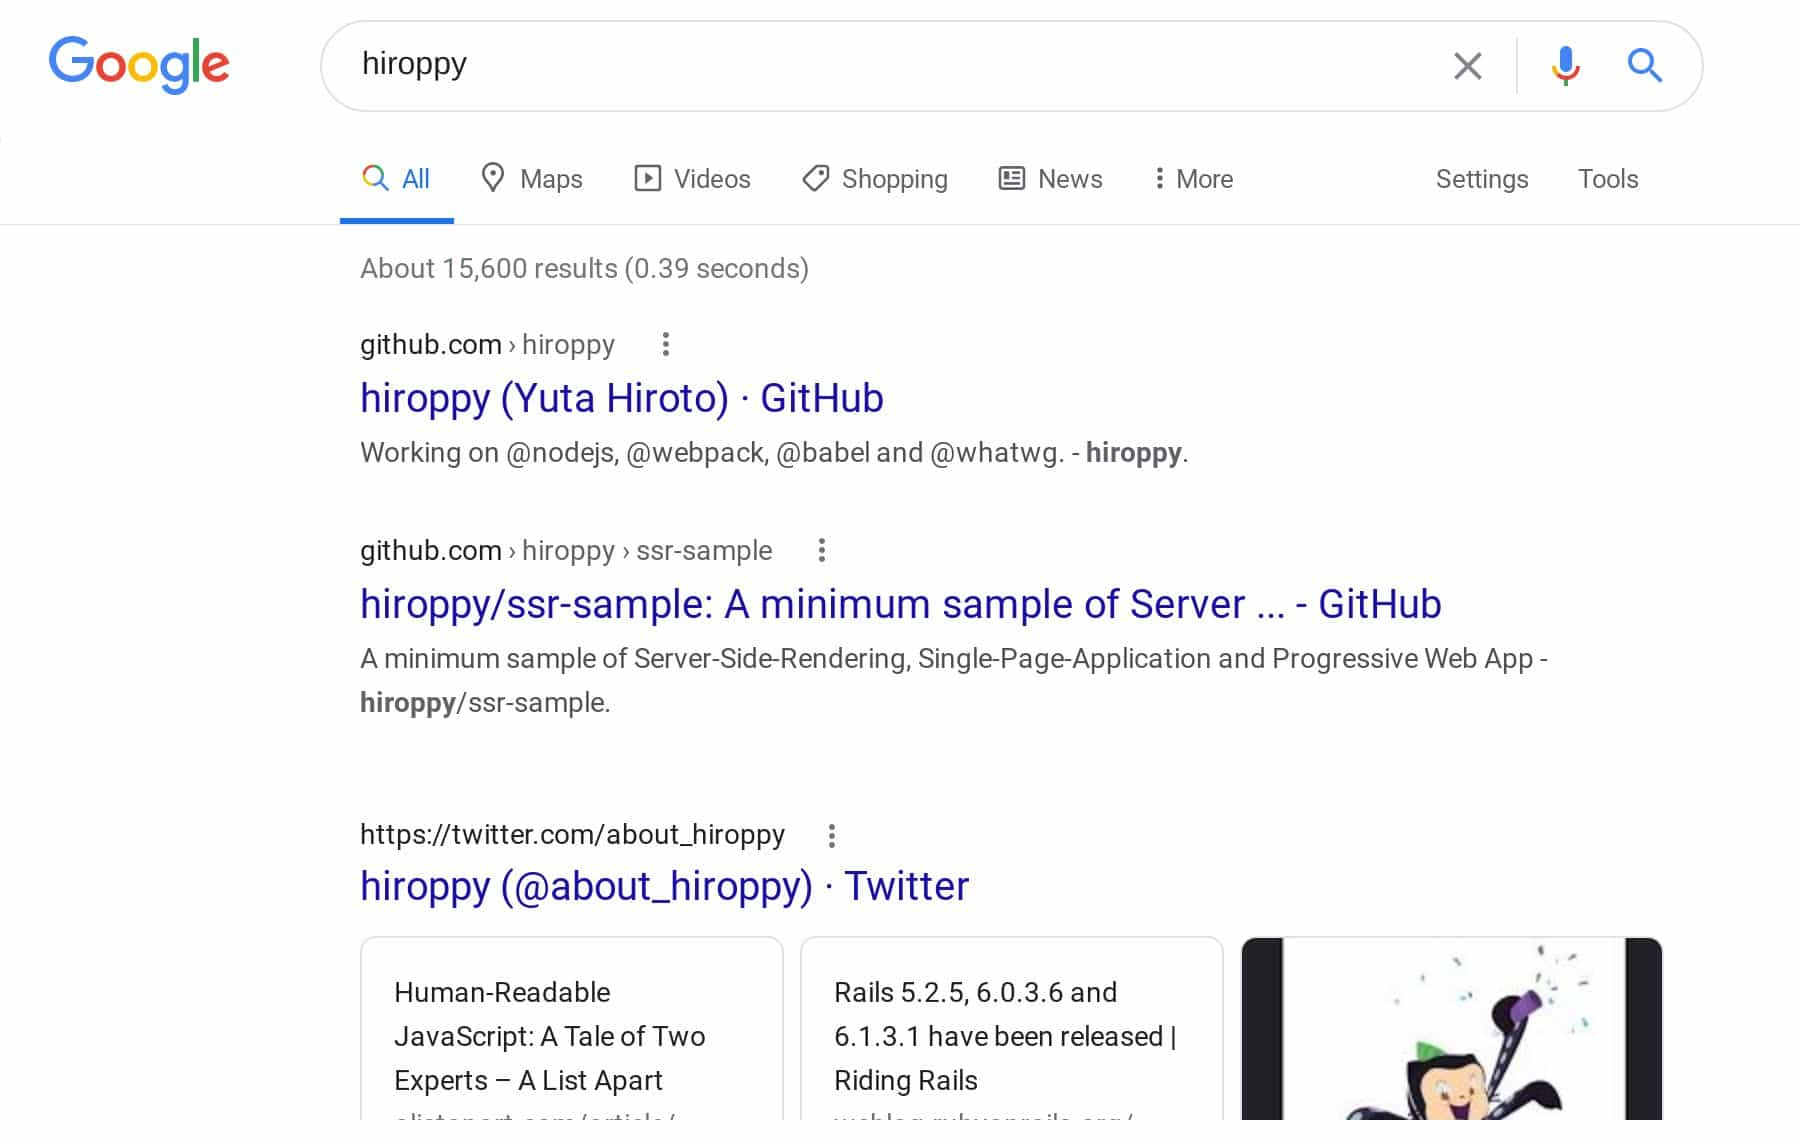 Google
hiroppy
All
Maps
Videos
Shopping
News
More
Settings
Tools
About 15,600 results (0.39 seconds)
github.com › hiroppy
hiroppy (Yuta Hiroto) · GitHub
Working on @nodejs, @webpack, @babel and @whatwg. - hiroppy.
github.com › hiroppy › ssr-sample
hiroppy/ssr-sample: A minimum sample of Server ... - GitHub
A minimum sample of Server-Side-Rendering, Single-Page-Application and Progressive Web App -
hiroppy/ssr-sample.
https://twitter.com/about_hiroppy
hiroppy (@about_hiroppy) · Twitter
Human-Readable
JavaScript: A Tale of Two
Experts – A List Apart
Rails 5.2.5, 6.0.3.6 and
6.1.3.1 have been released |
Riding Rails